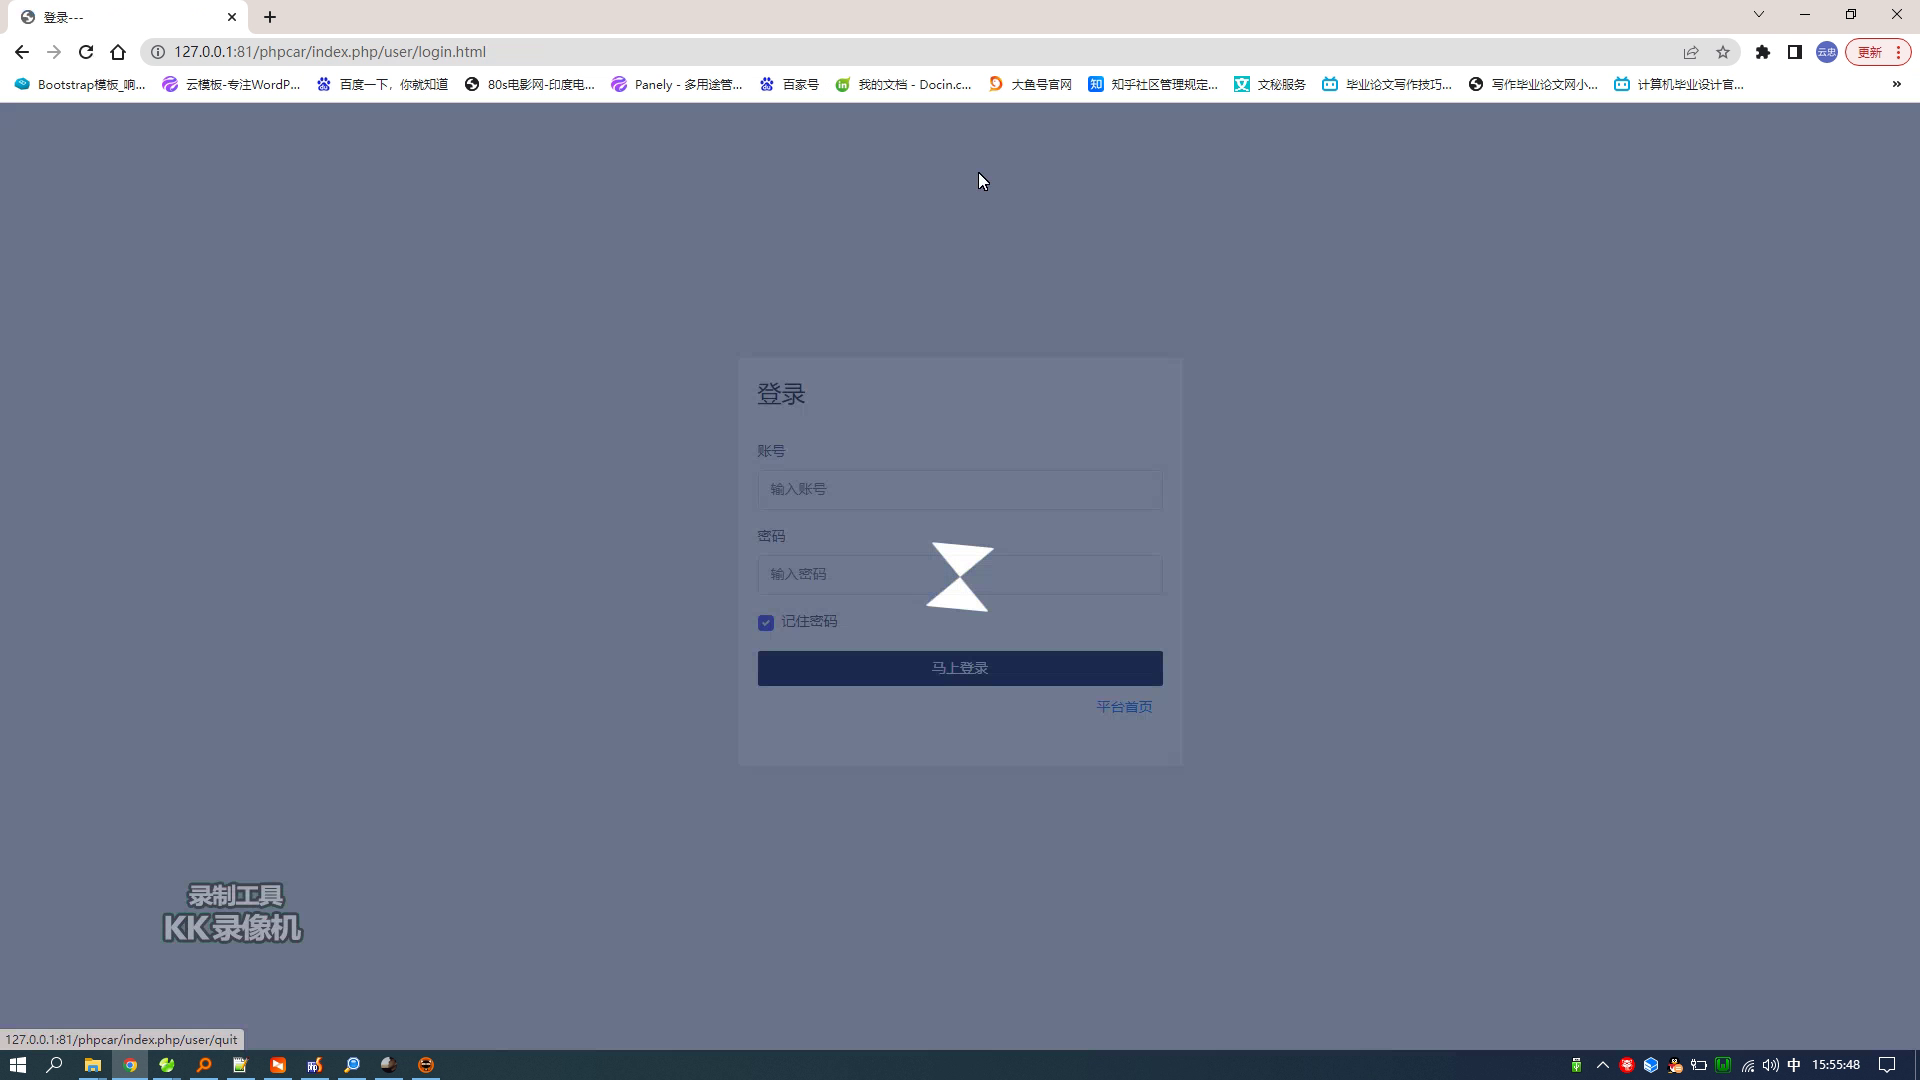 登录---
127.0.0.1:81/phpcar/index.php/user/login.html
云忠
更新
Bootstrap模板_响...
云模板-专注WordP...
百度一下，你就知道
80s电影网-印度电...
Panely - 多用途管...
百家号
我的文档 - Docin.c...
大鱼号官网
知乎社区管理规定...
文秘服务
毕业论文写作技巧...
写作毕业论文网小...
计算机毕业设计官...
登录
账号
输入账号
密码
输入密码
记住密码
马上登录
平台首页
录制工具
KK录像机
127.0.0.1:81/phpcar/index.php/user/quit
中
15:55:48